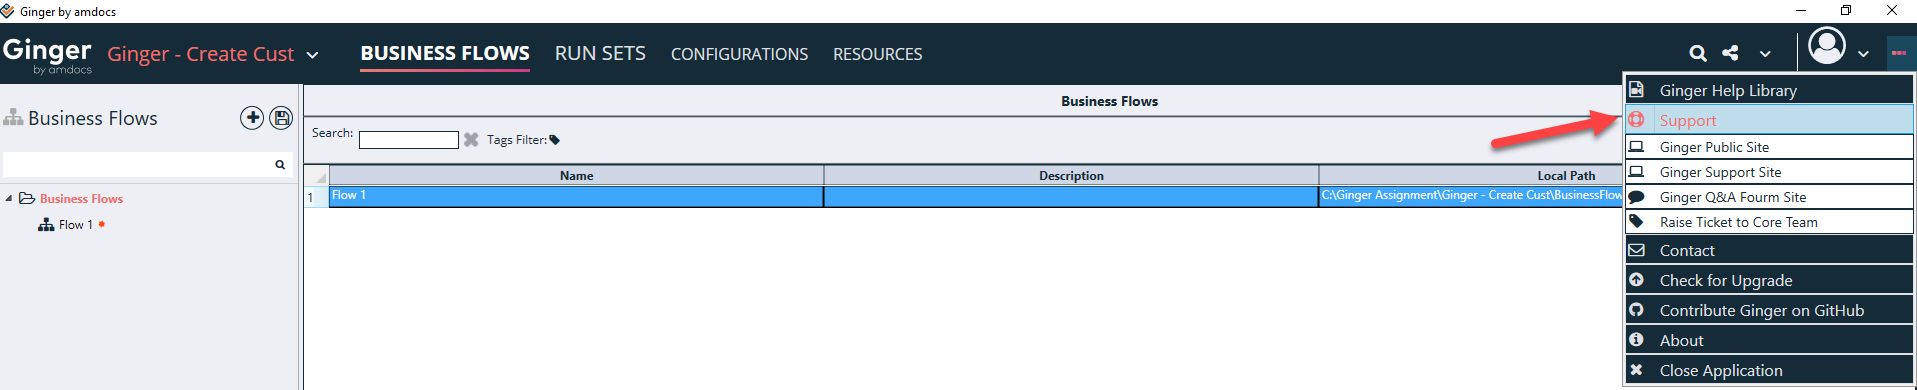 Ginger by amdocs
Ginger
by amdocs
Ginger - Create Cust
BUSINESS FLOWS
RUN SETS
CONFIGURATIONS
RESOURCES
Business Flows
Business Flows
Flow 1
Business Flows
Search:
Tags Filter:
Name
Description
Local Path
1
Flow 1
C:\Ginger Assignment\Ginger - Create Cust\BusinessFlow
Ginger Help Library
Support
Ginger Public Site
Ginger Support Site
Ginger Q&A Fourm Site
Raise Ticket to Core Team
Contact
Check for Upgrade
Contribute Ginger on GitHub
About
Close Application